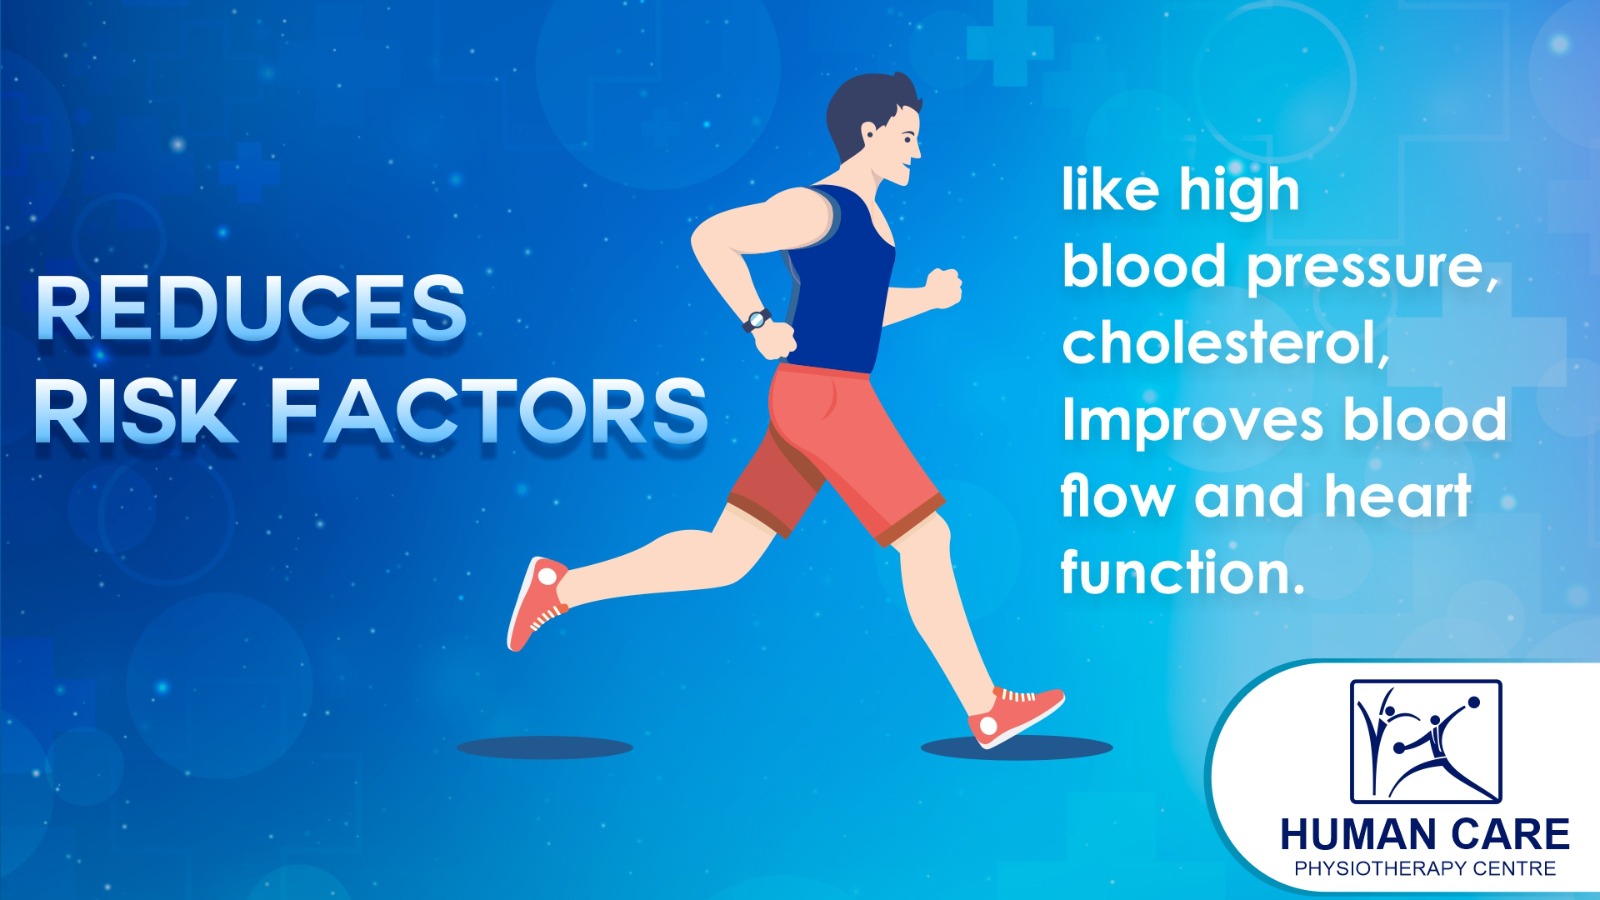 REDUCES
RISK FACTORS
like high
blood pressure,
cholesterol,
Improves blood
flow and heart
function.
HUMAN CARE
PHYSIOTHERAPY CENTRE